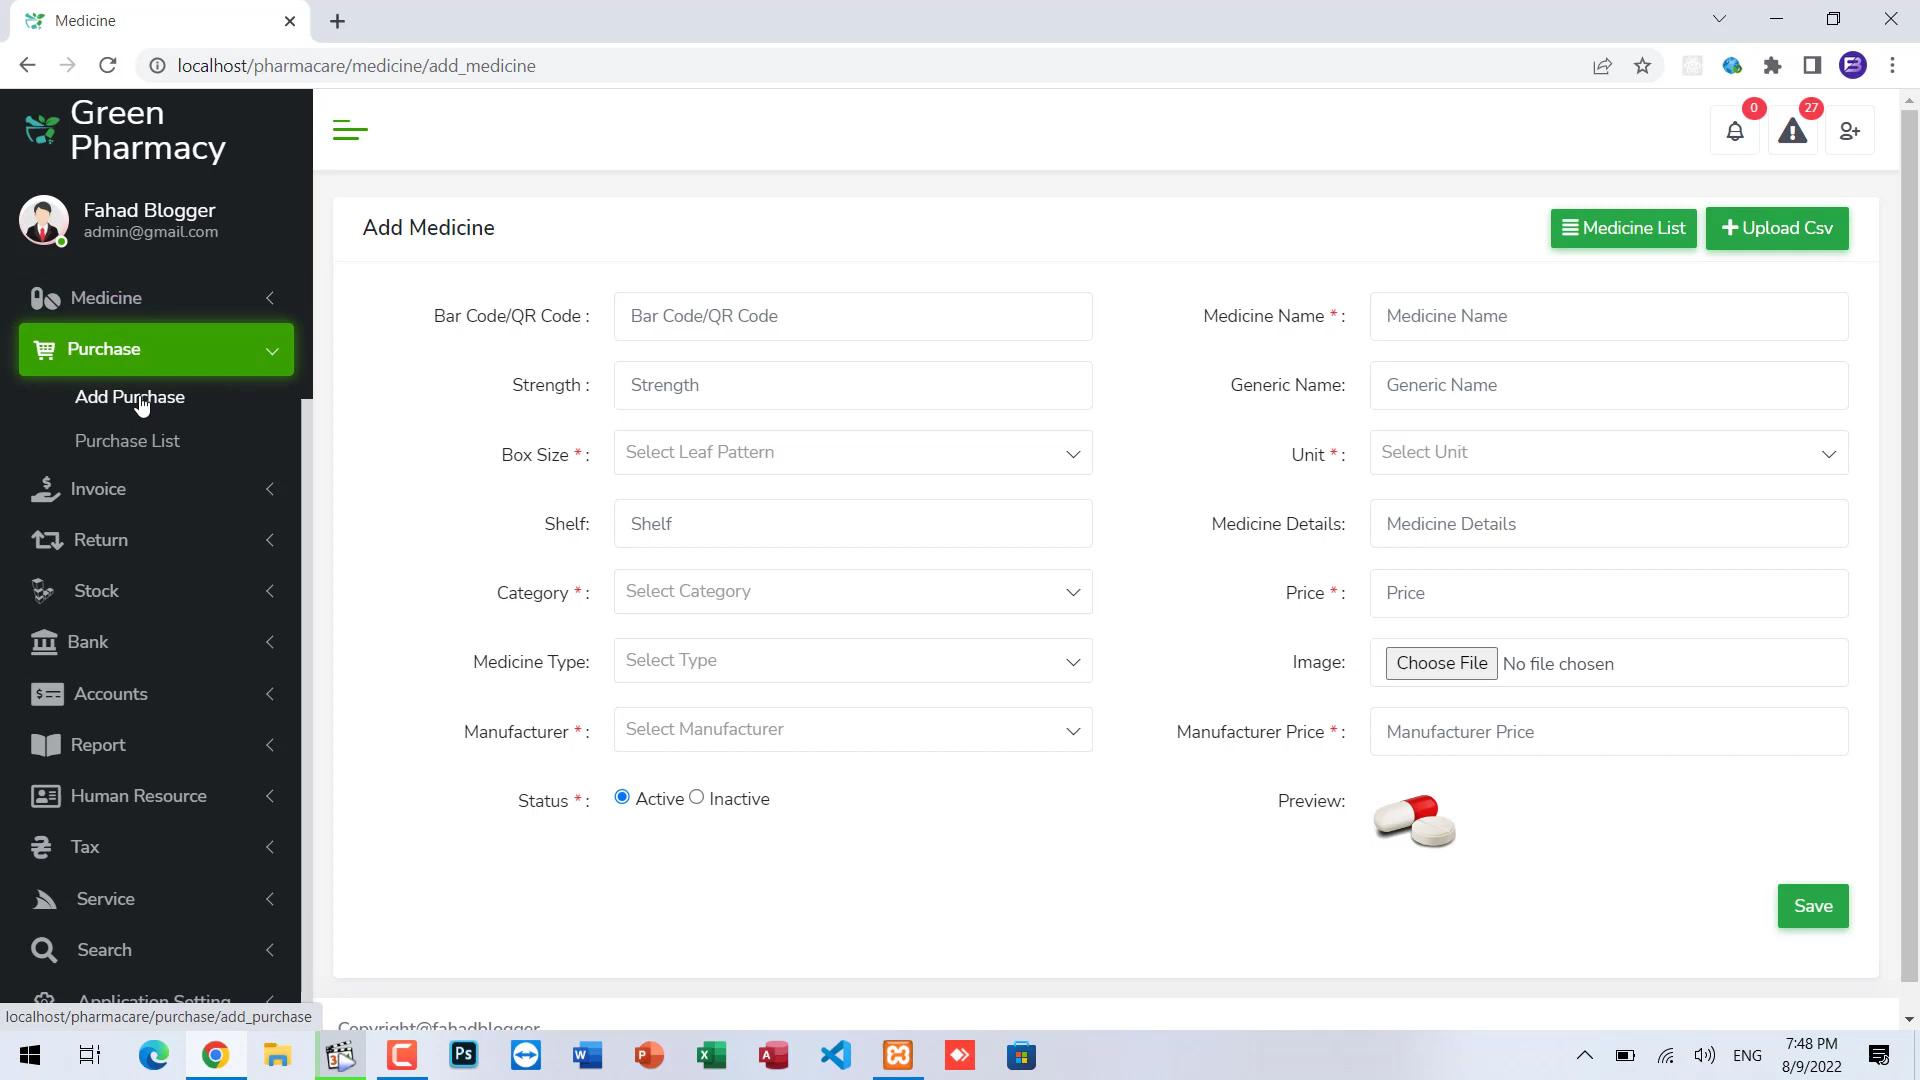 Medicine
localhost/pharmacare/medicine/add_medicine
Green
Pharmacy
0
27
Fahad Blogger
admin@gmail.com
Add Medicine
Medicine List
Upload Csv
Medicine
Purchase
Add Purchase
Purchase List
Invoice
Return
Stock
Bank
Accounts
Report
Human Resource
Tax
Service
Search
Application Setting
Bar Code/QR Code :
Bar Code/QR Code
Medicine Name * :
Medicine Name
Strength :
Strength
Generic Name:
Generic Name
Box Size * :
Select Leaf Pattern
Unit * :
Select Unit
Shelf:
Shelf
Medicine Details:
Medicine Details
Category * :
Select Category
Price * :
Price
Medicine Type:
Select Type
Image:
Choose File No file chosen
Manufacturer * :
Select Manufacturer
Manufacturer Price * :
Manufacturer Price
Status * :
Active Inactive
Preview:
Save
localhost/pharmacare/purchase/add_purchase
Copyright@fahadblogger
ENG
7:48 PM
8/9/2022